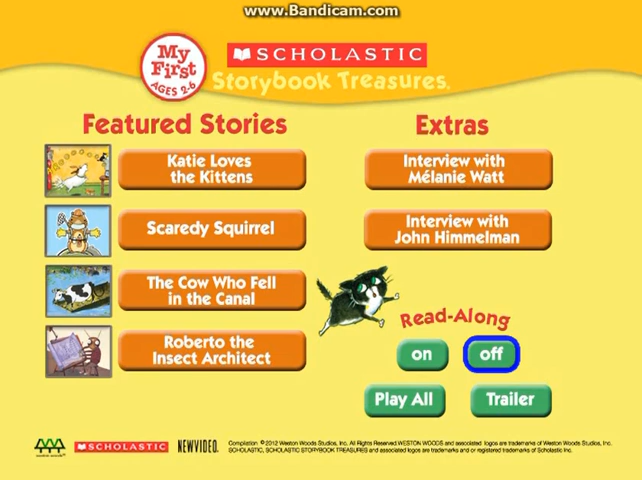 www.Bandicam.com
My
First
AGES 2-6
SCHOLASTIC
Storybook Treasures
Featured Stories
Extras
Katie Loves
the Kittens
Interview with
Mélanie Watt
Scaredy Squirrel
Interview with
John Himmelman
The Cow Who Fell
in the Canal
Read-Along
Roberto the
Insect Architect
on
off
Play All
Trailer
SCHOLASTIC
NEWVIDEO
Compilation ©2012 Weston Woods Studios, Inc. All Rights Reserved. WESTON WOODS and associated logos are trademarks of Weston Woods Studios, Inc.
SCHOLASTIC, SCHOLASTIC STORYBOOK TREASURES and associated logos are trademarks and or registered trademarks of Scholastic Inc.